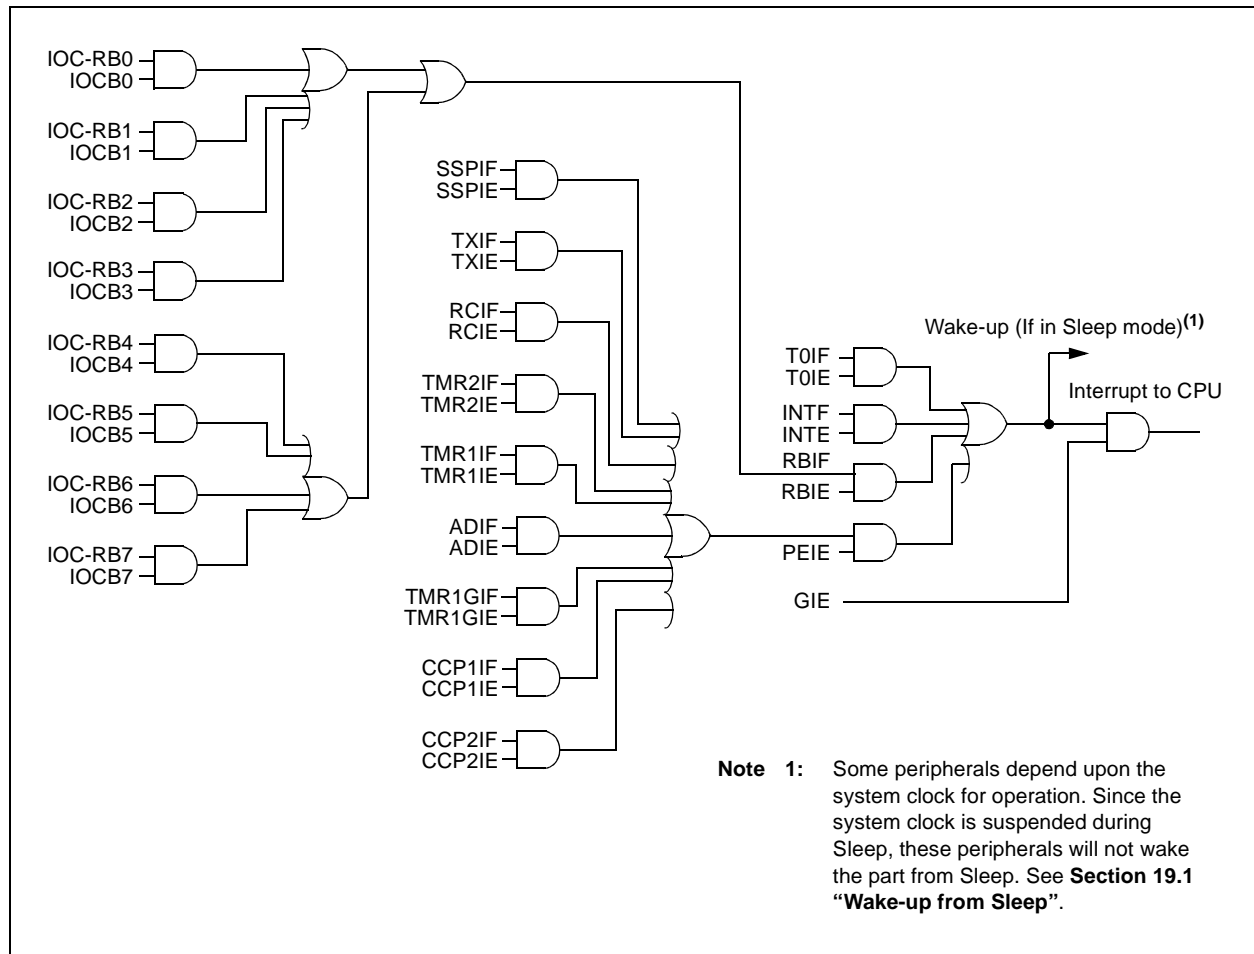 IOC-RB0
IOCB0
IOC-RB1
IOCB1
IOC-RB2
IOCB2
IOC-RB3
IOCB3
IOC-RB4
IOCB4
IOC-RB5
IOCB5
IOC-RB6
IOCB6
IOC-RB7
IOCB7
SSPIF
SSPIE
TXIF
TXIE
RCIF
RCIE
TMR2IF
TMR2IE
TMR1IF
TMR1IE
ADIF
ADIE
TMR1GIF
TMR1GIE
CCP1IF
CCP1IE
CCP2IF
CCP2IE
Wake-up (If in Sleep mode)(1)
T0IF
T0IE
Interrupt to CPU
INTF
INTE
RBIF
RBIE
PEIE
GIE
Note 1: Some peripherals depend upon the
system clock for operation. Since the
system clock is suspended during
Sleep, these peripherals will not wake
the part from Sleep. See Section 19.1
“Wake-up from Sleep”.